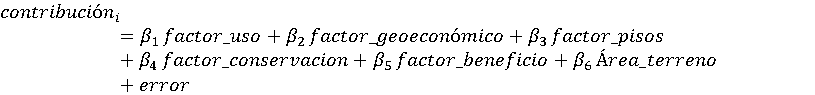 contribución_i
= β_1 factor_uso + β_2 factor_geoeconómico + β_3 factor_pisos
+ β_4 factor_conservacion + β_5 factor_beneficio + β_6 Área_terreno
+ error